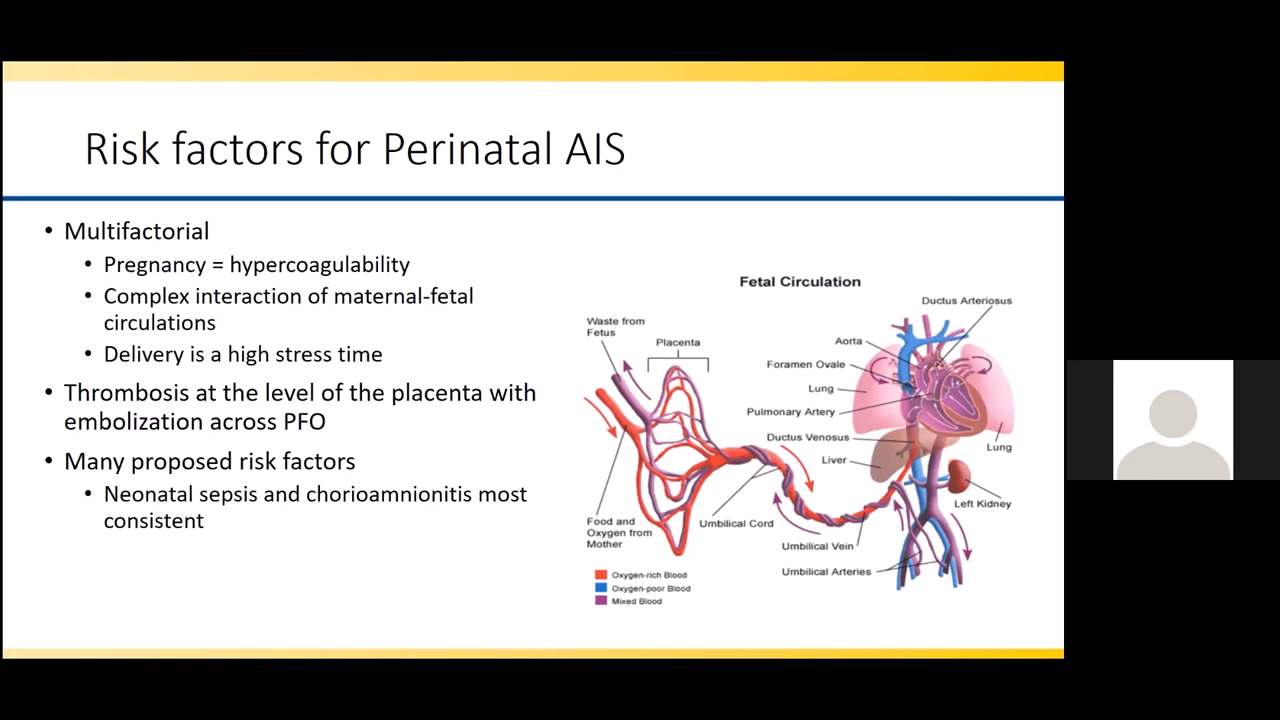 Risk factors for Perinatal AIS
• Multifactorial
• Pregnancy = hypercoagulability
• Complex interaction of maternal-fetal
circulations
• Delivery is a high stress time
• Thrombosis at the level of the placenta with
embolization across PFO
• Many proposed risk factors
• Neonatal sepsis and chorioamnionitis most
consistent
Fetal Circulation
Ductus Arteriosus
Waste from
Fetus
Placenta
Aorta
Foramen Ovale
Lung
Pulmonary Artery
Ductus Venosus
Liver
Lung
Left Kidney
Food and
Oxygen from
Mother
Umbilical Cord
Umbilical Vein
Umbilical Arteries
Oxygen-rich Blood
Oxygen-poor Blood
Mixed Blood